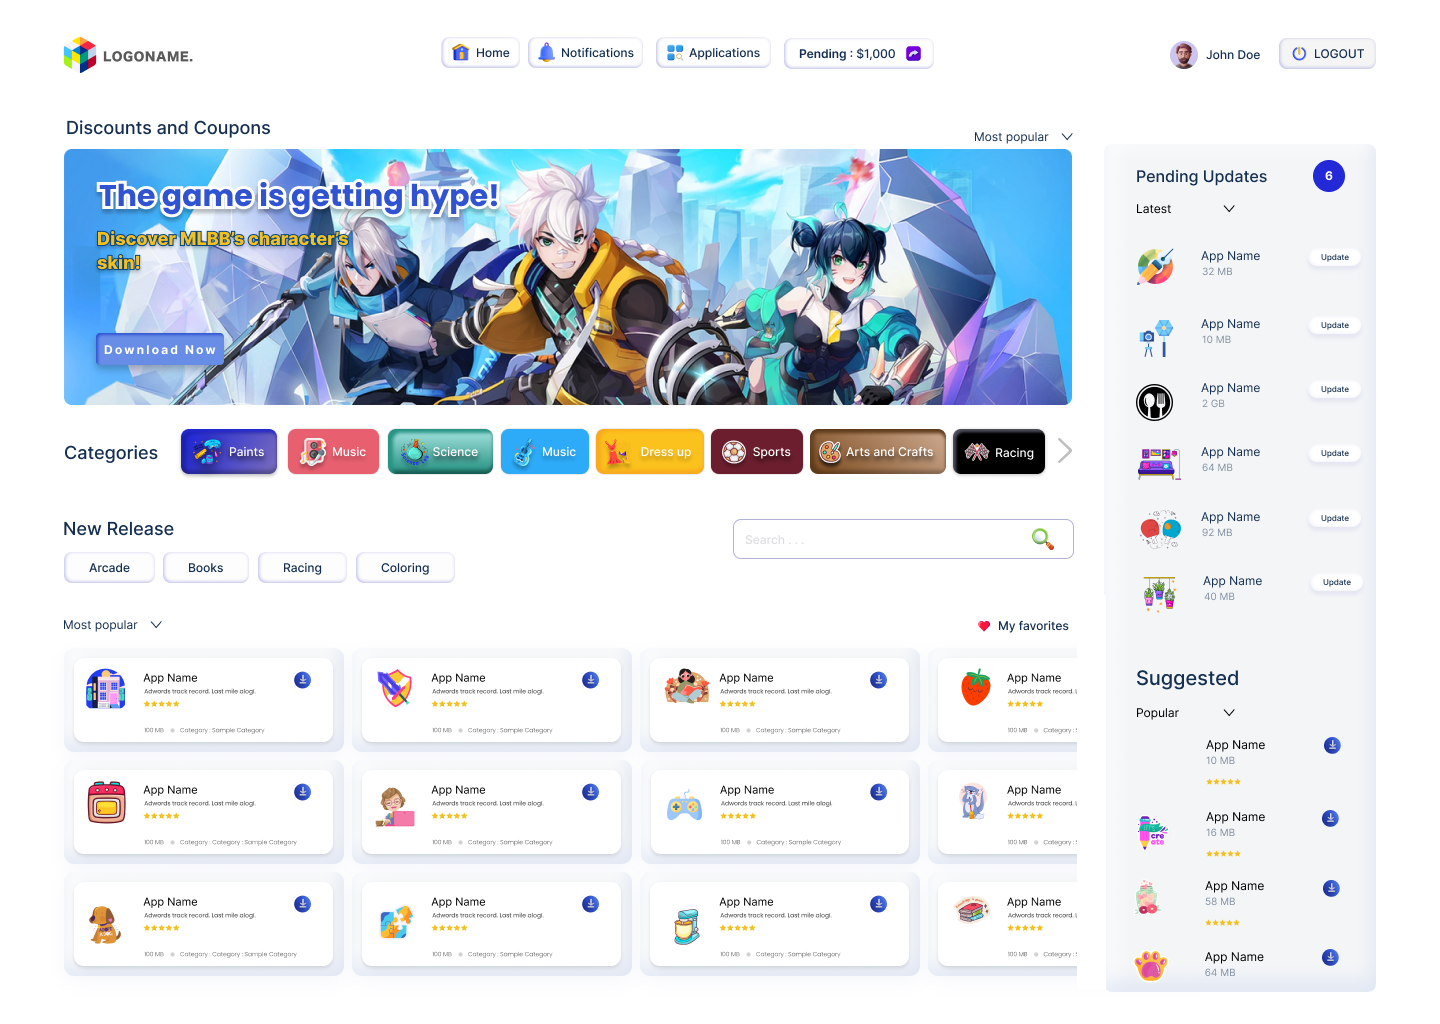 LOGONAME.
Home
Notifications
Applications
Pending : $1,000
John Doe
LOGOUT
Discounts and Coupons
Most popular
The game is getting hype!
Discover MLBB's character's
skin!
Download Now
Categories
Paints
Music
Science
Music
Dress up
Sports
Arts and Crafts
Racing
New Release
Search . . .
Arcade
Books
Racing
Coloring
Most popular
My favorites
App Name
Adwords track record. Last mile alogi.
100 MB
Category : Sample Category
App Name
Adwords track record. Last mile alogi.
100 MB
Category : Sample Category
App Name
Adwords track record. Last mile alogi.
100 MB
Category : Sample Category
App Name
Adwords track record. L
100 MB
Category : S
App Name
Adwords track record. Last mile alogi.
100 MB
Category : Category : Sample Category
App Name
Adwords track record. Last mile alogi.
100 MB
Category : Sample Category
App Name
Adwords track record. Last mile alogi.
100 MB
Category : Sample Category
App Name
Adwords track record. L
100 MB
Category : S
App Name
Adwords track record. Last mile alogi.
100 MB
Category : Category : Sample Category
App Name
Adwords track record. Last mile alogi.
100 MB
Category : Sample Category
App Name
Adwords track record. Last mile alogi.
100 MB
Category : Sample Category
App Name
Adwords track record. L
100 MB
Category : S
Pending Updates
6
Latest
App Name
32 MB
Update
App Name
10 MB
Update
App Name
2 GB
Update
App Name
64 MB
Update
App Name
92 MB
Update
App Name
40 MB
Update
Suggested
Popular
App Name
10 MB
cre
ate
App Name
16 MB
App Name
58 MB
App Name
64 MB